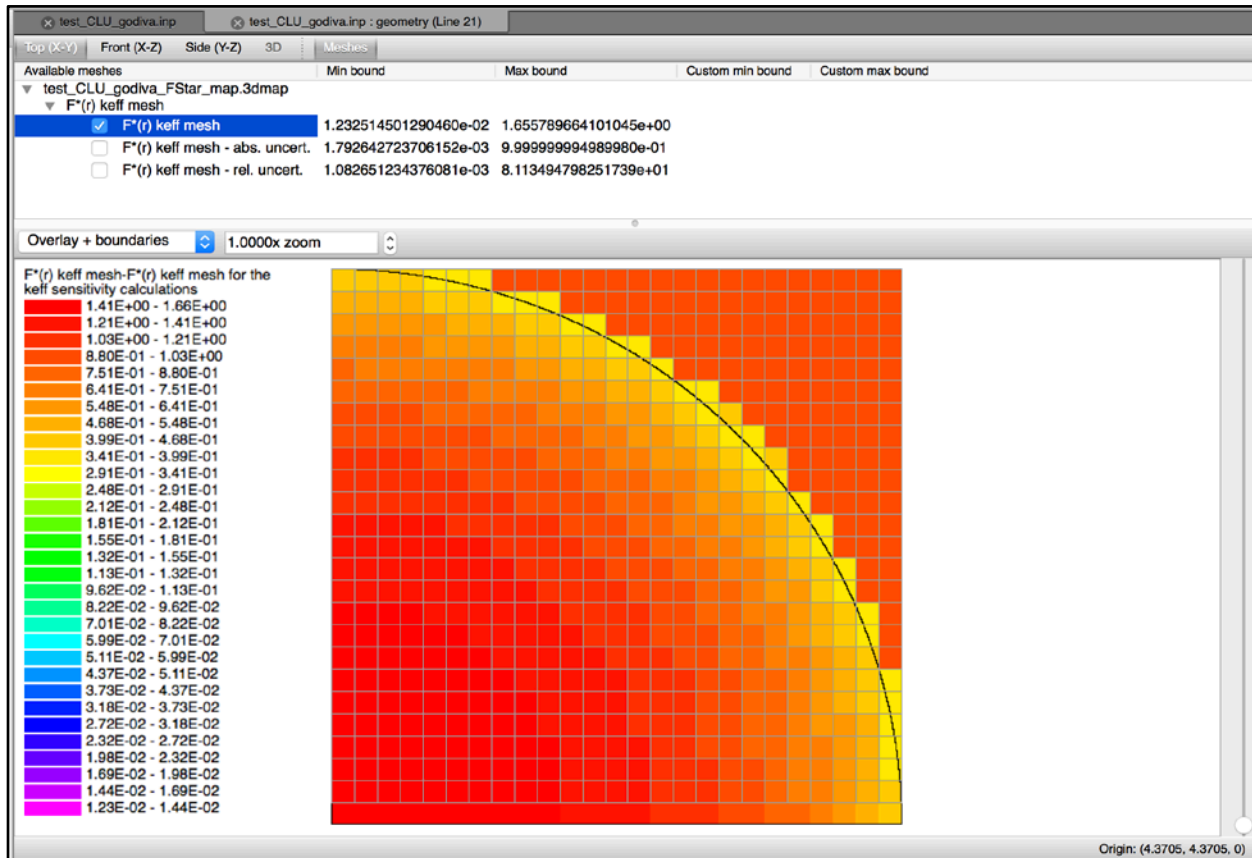 test_CLU_godiva.inp test_CLU_godiva.inp : geometry (Line 21)
Top (X-Y) Front (X-Z) Side (Y-Z) 3D Meshes
Available meshes Min bound Max bound Custom min bound Custom max bound
test_CLU_godiva_FStar_map.3dmap
F*(r) keff mesh
F*(r) keff mesh 1.232514501290460e-02 1.655789664101045e+00
F*(r) keff mesh - abs. uncert. 1.792642723706152e-03 9.999999994989980e-01
F*(r) keff mesh - rel. uncert. 1.082651234376081e-03 8.113494798251739e+01
Overlay + boundaries 1.0000x zoom
F*(r) keff mesh-F*(r) keff mesh for the
keff sensitivity calculations
1.41E+00 - 1.66E+00
1.21E+00 - 1.41E+00
1.03E+00 - 1.21E+00
8.80E-01 - 1.03E+00
7.51E-01 - 8.80E-01
6.41E-01 - 7.51E-01
5.48E-01 - 6.41E-01
4.68E-01 - 5.48E-01
3.99E-01 - 4.68E-01
3.41E-01 - 3.99E-01
2.91E-01 - 3.41E-01
2.48E-01 - 2.91E-01
2.12E-01 - 2.48E-01
1.81E-01 - 2.12E-01
1.55E-01 - 1.81E-01
1.32E-01 - 1.55E-01
1.13E-01 - 1.32E-01
9.62E-02 - 1.13E-01
8.22E-02 - 9.62E-02
7.01E-02 - 8.22E-02
5.99E-02 - 7.01E-02
5.11E-02 - 5.99E-02
4.37E-02 - 5.11E-02
3.73E-02 - 4.37E-02
3.18E-02 - 3.73E-02
2.72E-02 - 3.18E-02
2.32E-02 - 2.72E-02
1.98E-02 - 2.32E-02
1.69E-02 - 1.98E-02
1.44E-02 - 1.69E-02
1.23E-02 - 1.44E-02
Origin: (4.3705, 4.3705, 0)